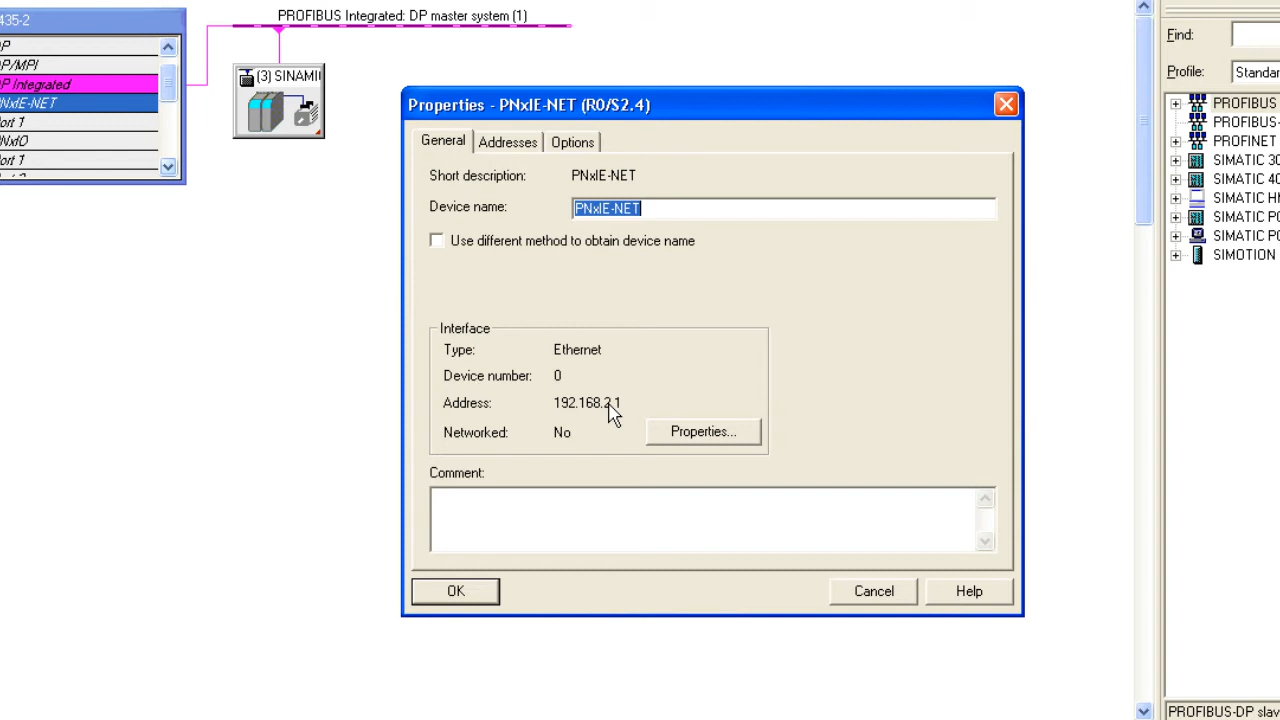 435-2
PROFIBUS Integrated: DP master system (1)
P
P/MPI
P Integrated
NxIE-NET
ort 1
NxIO
ort 1
(3) SINAMI
Properties - PNxIE-NET (R0/S2.4)
General
Addresses
Options
Short description:
PNxIE-NET
Device name:
PNxIE-NET
Use different method to obtain device name
Interface
Type:
Ethernet
Device number:
0
Address:
192.168.2.1
Networked:
No
Properties...
Comment:
OK
Cancel
Help
Find:
Profile:
Standar
PROFIBUS
PROFIBUS-
PROFINET
SIMATIC 30
SIMATIC 40
SIMATIC HM
SIMATIC PC
SIMATIC PC
SIMOTION
PROFIBUS-DP slav